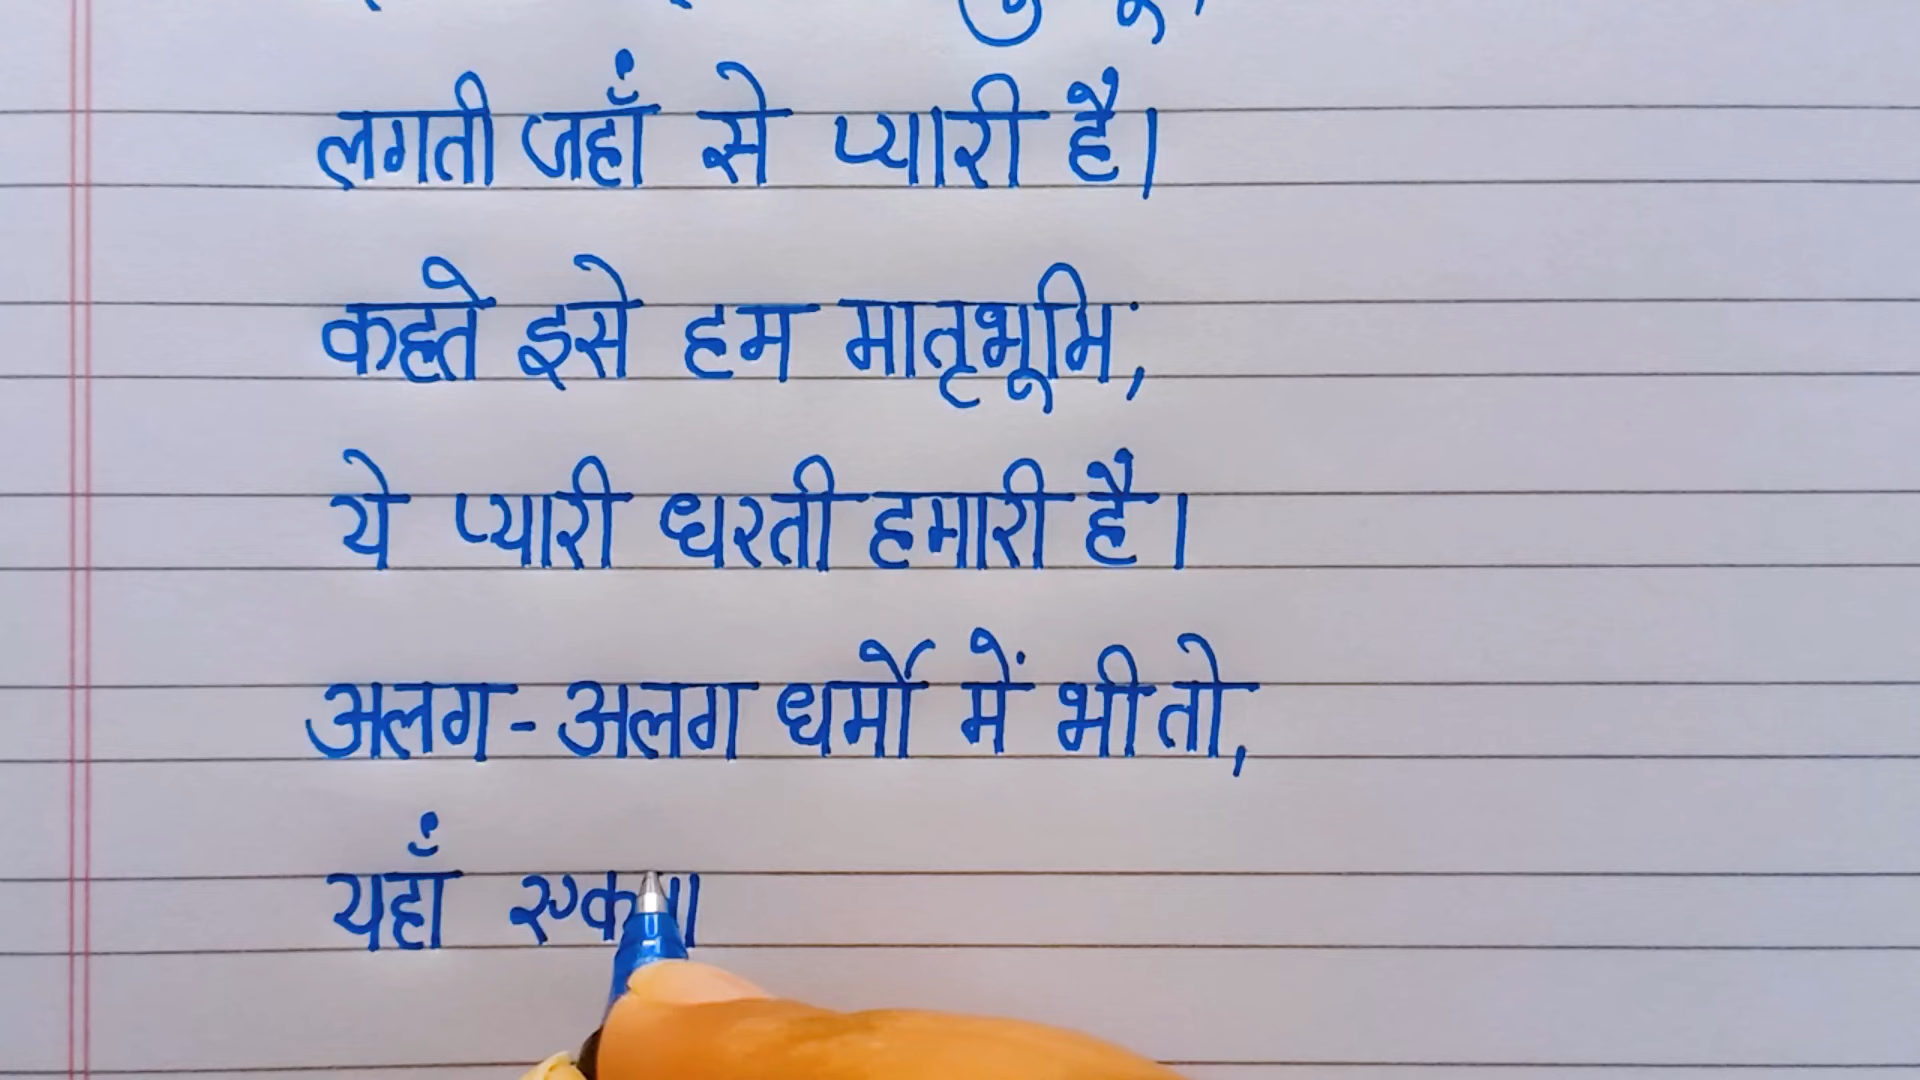 लगती जहाँ से प्यारी है।
कहते इसे हम मातृभूमि,
ये प्यारी धरती हमारी है।
अलग-अलग धर्मों में भी तो,
यहाँ